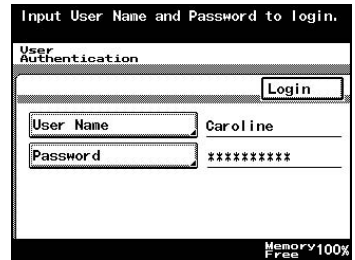 Input User Name and Password to login.
User
Authentication
Login
User Name Caroline
Password **********
Memory
Free 100%